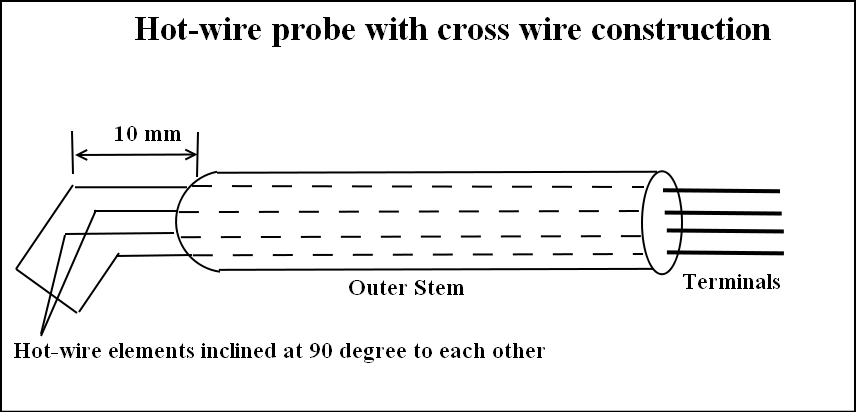 Hot-wire probe with cross wire construction
10 mm
Outer Stem
Terminals
Hot-wire elements inclined at 90 degree to each other